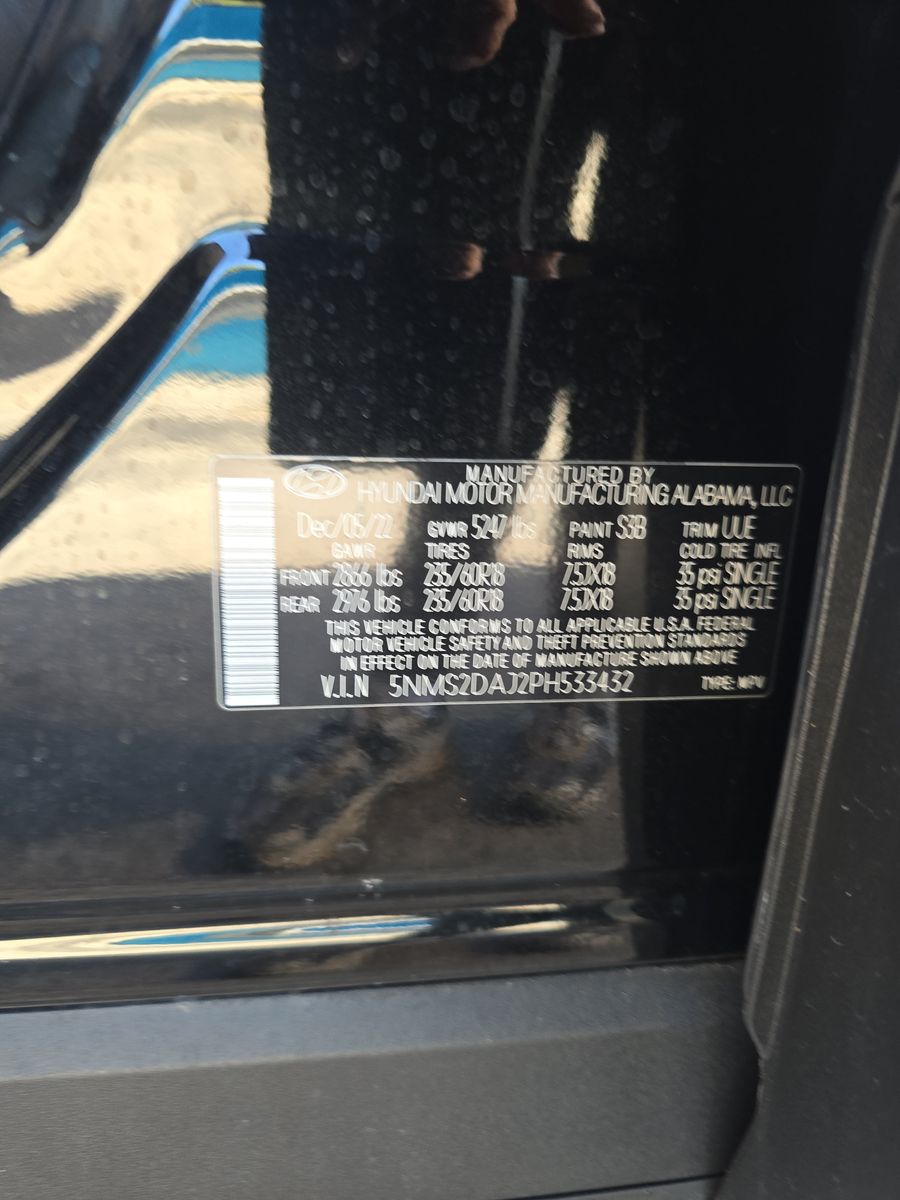 MANUFACTURED BY
HYUNDAI MOTOR MANUFACTURING ALABAMA, LLC
Dec/05/22 GVWR 5247 lbs PAINT S3B TRIM UUE
GAWR TIRES RIMS COLD TIRE INFL
FRONT 2866 lbs 235/60R18 7.5JX18 35 psi SINGLE
REAR 2976 lbs 235/60R18 7.5JX18 35 psi SINGLE
THIS VEHICLE CONFORMS TO ALL APPLICABLE U.S.A. FEDERAL
MOTOR VEHICLE SAFETY AND THEFT PREVENTION STANDARDS
IN EFFECT ON THE DATE OF MANUFACTURE SHOWN ABOVE
V.I.N 5NMS2DAJ2PH533432 TYPE: MPV